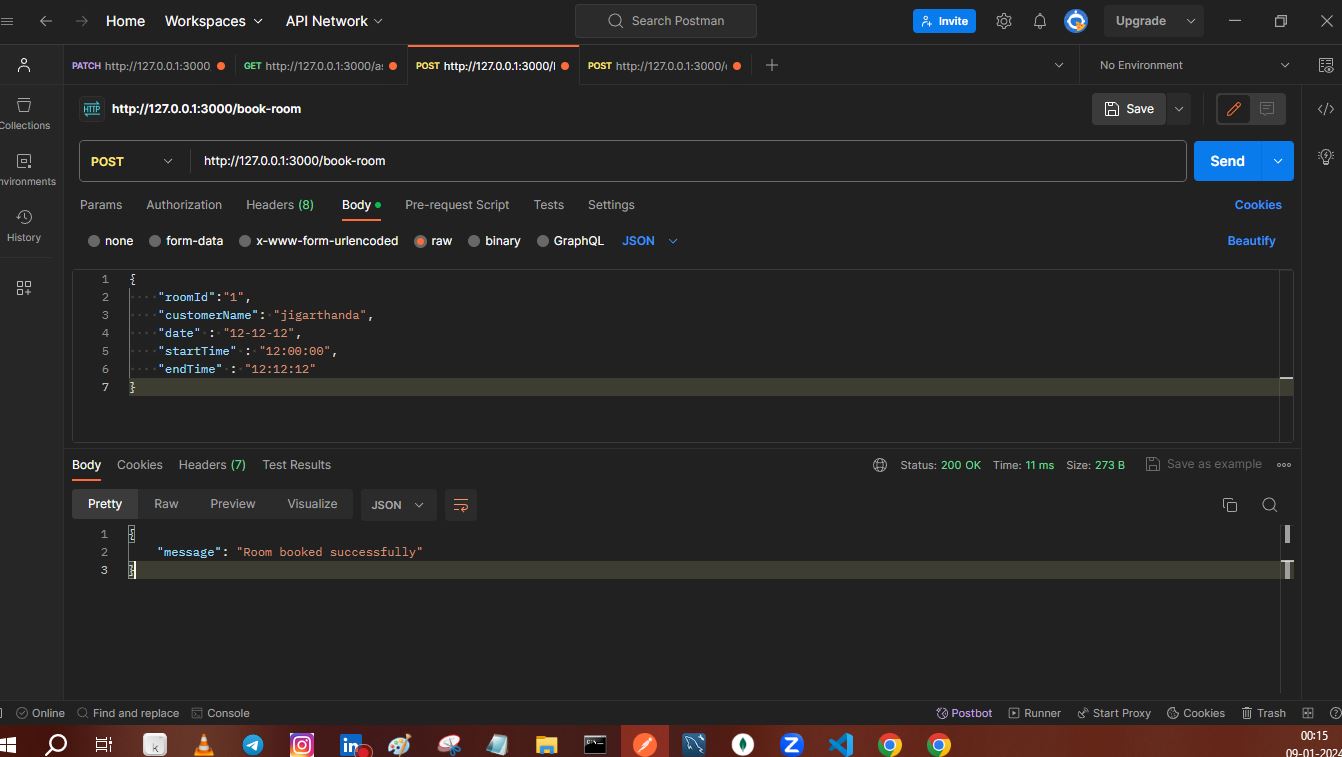 Home Workspaces API Network Search Postman Invite Upgrade
PATCH http://127.0.0.1:3000 GET http://127.0.0.1:3000/a POST http://127.0.0.1:3000/ POST http://127.0.0.1:3000/ No Environment
HTTP http://127.0.0.1:3000/book-room Save
Collections
POST http://127.0.0.1:3000/book-room Send
nvironments
Params Authorization Headers (8) Body Pre-request Script Tests Settings Cookies
History
none form-data x-www-form-urlencoded raw binary GraphQL JSON Beautify
1 {
2 "roomId":"1",
3 "customerName": "jigarthanda",
4 "date" : "12-12-12",
5 "startTime" : "12:00:00",
6 "endTime" : "12:12:12"
7 }
Body Cookies Headers (7) Test Results Status: 200 OK Time: 11 ms Size: 273 B Save as example
Pretty Raw Preview Visualize JSON
1 {
2 "message": "Room booked successfully"
3 }
Online Find and replace Console Postbot Runner Start Proxy Cookies Trash
00:15
09-01-2024